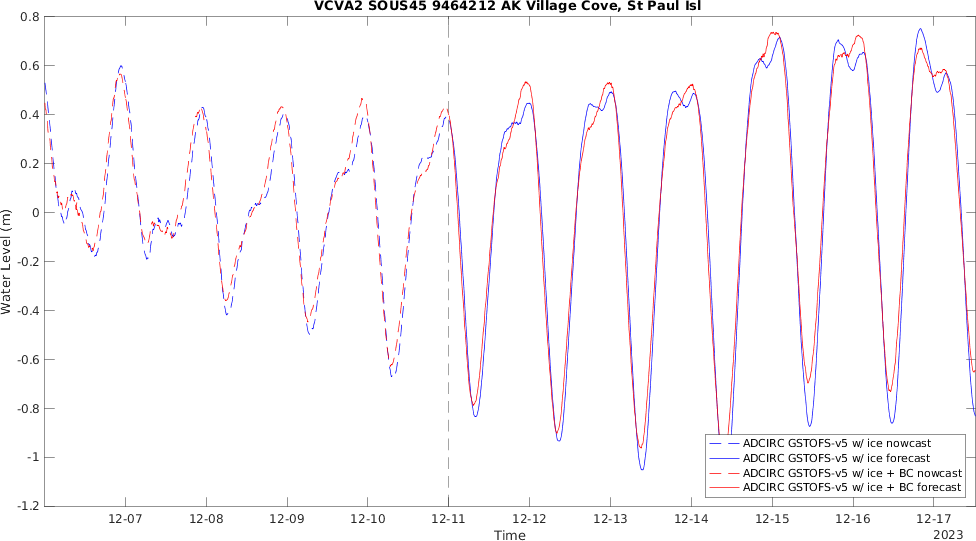 VCVA2 SOUS45 9464212 AK Village Cove, St Paul Isl
0.8
0.6
0.4
0.2
0
-0.2
-0.4
-0.6
-0.8
-1
-1.2
Water Level (m)
ADCIRC GSTOFS-v5 w/ ice nowcast
ADCIRC GSTOFS-v5 w/ ice forecast
ADCIRC GSTOFS-v5 w/ ice + BC nowcast
ADCIRC GSTOFS-v5 w/ ice + BC forecast
12-07 12-08 12-09 12-10 12-11 12-12 12-13 12-14 12-15 12-16 12-17
Time 2023